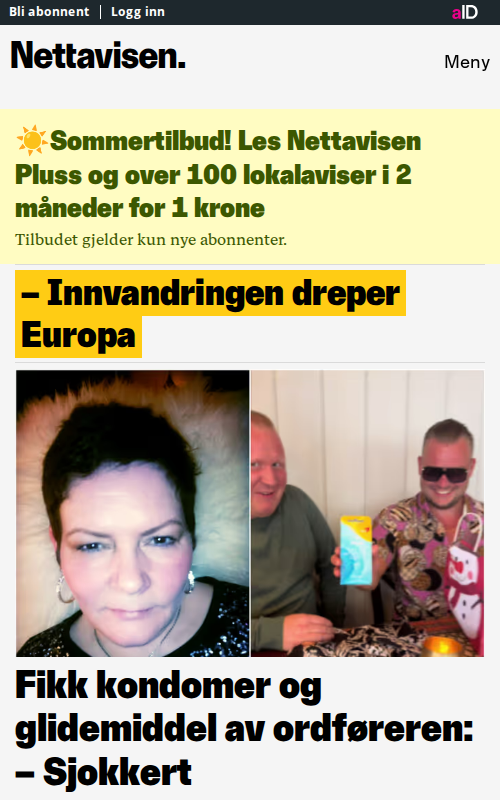 Bli abonnent | Logg inn
aID
Nettavisen.
Meny
☀️Sommertilbud! Les Nettavisen
Pluss og over 100 lokalaviser i 2
måneder for 1 krone
Tilbudet gjelder kun nye abonnenter.
– Innvandringen dreper
Europa
Fikk kondomer og
glidemiddel av ordføreren:
– Sjokkert